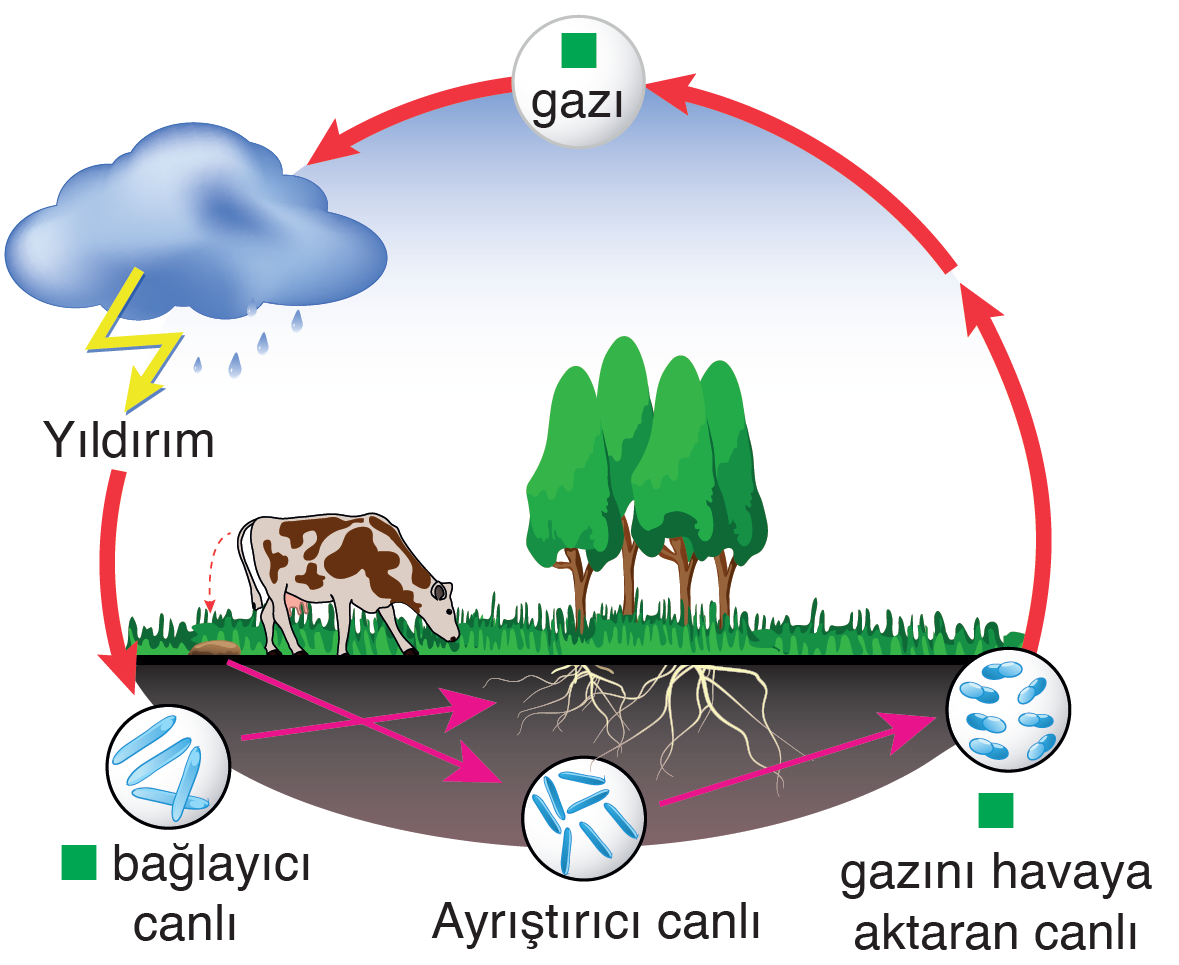 gazı
Yıldırım
bağlayıcı
canlı
Ayrıştırıcı canlı
gazını havaya
aktaran canlı